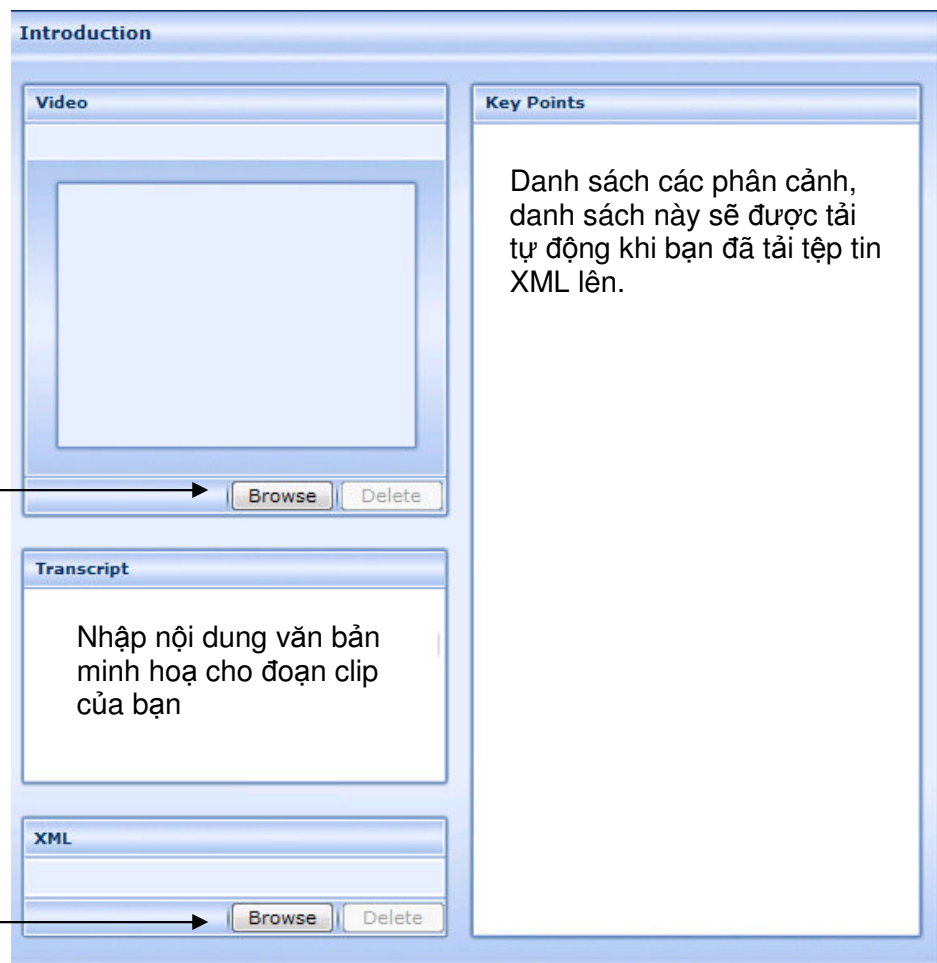 Introduction
Video
Browse
Delete
Transcript
Nhập nội dung văn bản
minh hoạ cho đoạn clip
của bạn
XML
Browse
Delete
Key Points
Danh sách các phân cảnh,
danh sách này sẽ được tải
tự động khi bạn đã tải tệp tin
XML lên.